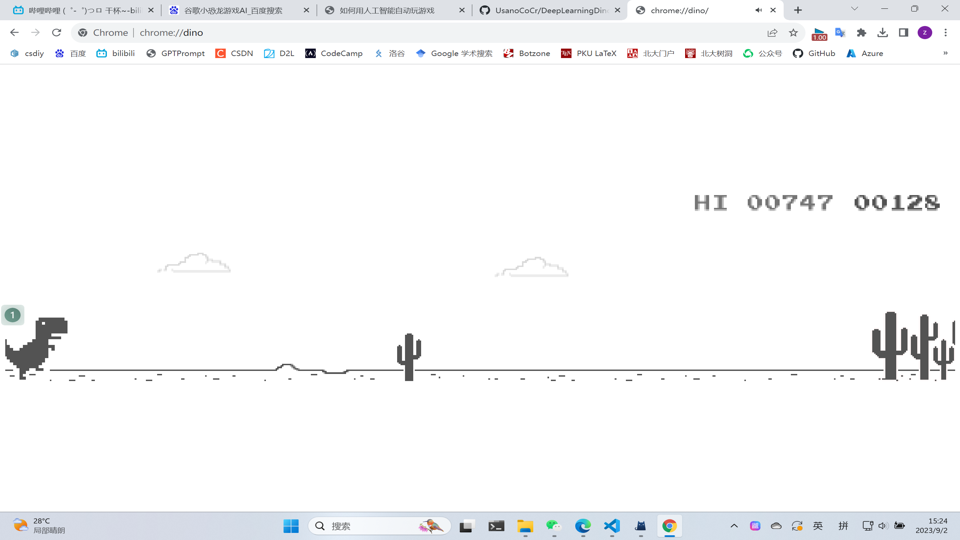 哔哩哔哩 (゜-゜)つロ 干杯~-bili
谷歌小恐龙游戏AI_百度搜索
如何用人工智能自动玩游戏
UsanoCoCr/DeepLearningDin
chrome://dino/
Chrome | chrome://dino
1.00
z
csdiy
百度
bilibili
GPTPrompt
CSDN
D2L
CodeCamp
洛谷
Google 学术搜索
Botzone
PKU LaTeX
北大门户
北大树洞
公众号
GitHub
Azure
»
HI 00747 00128
1
28°C
局部晴朗
搜索
英
拼
15:24
2023/9/2